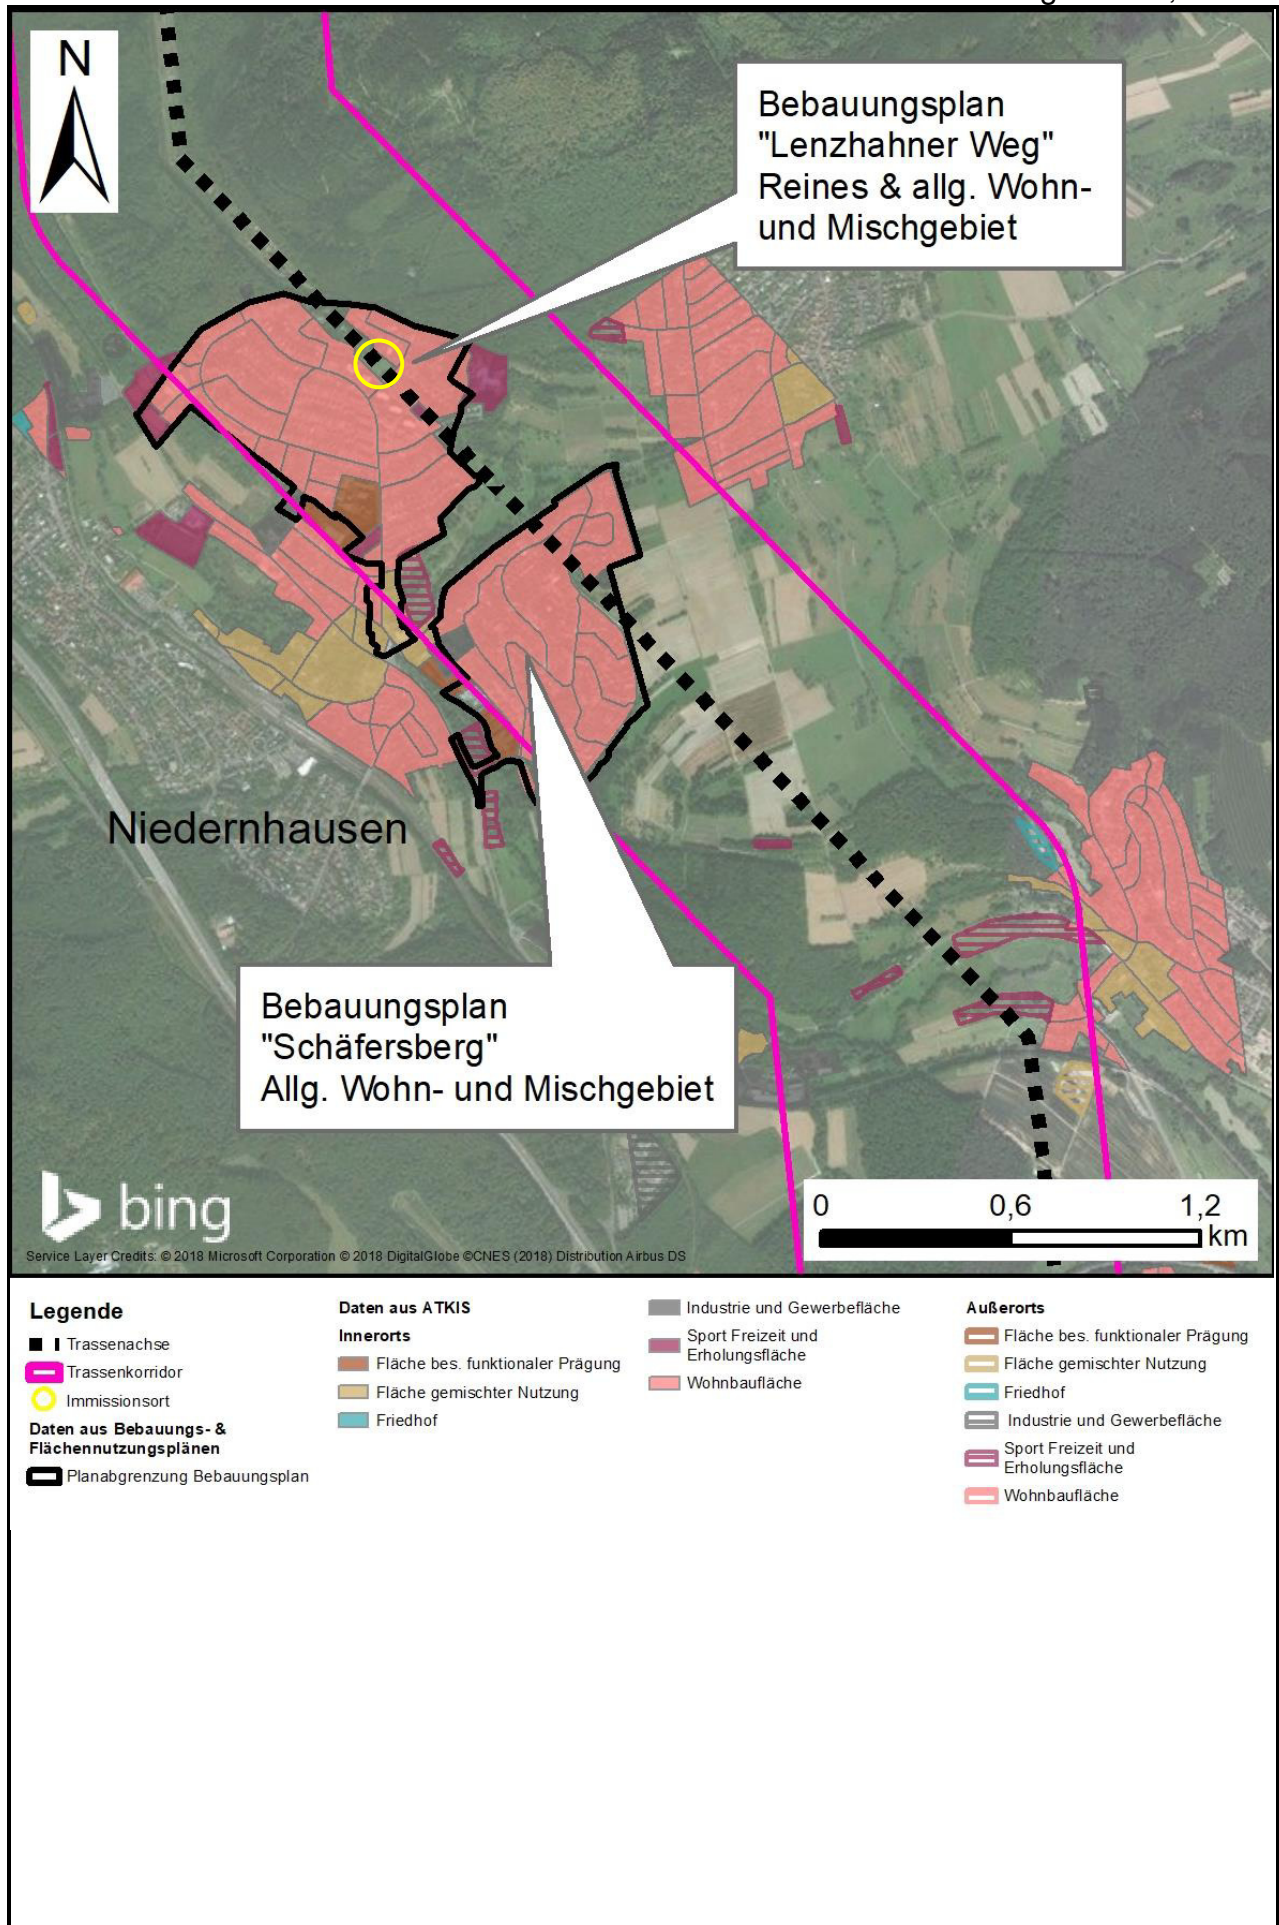 N
Bebauungsplan
"Lenzhahner Weg"
Reines & allg. Wohn-
und Mischgebiet
Niedernhausen
Bebauungsplan
"Schäfersberg"
Allg. Wohn- und Mischgebiet
bing
0 0,6 1,2
km
Service Layer Credits: © 2018 Microsoft Corporation © 2018 DigitalGlobe ©CNES (2018) Distribution Airbus DS
Legende
Trassenachse
Trassenkorridor
Immissionsort
Daten aus Bebauungs- &
Flächennutzungsplänen
Planabgrenzung Bebauungsplan
Daten aus ATKIS
Innerorts
Fläche bes. funktionaler Prägung
Fläche gemischter Nutzung
Friedhof
Industrie und Gewerbefläche
Sport Freizeit und
Erholungsfläche
Wohnbaufläche
Außerorts
Fläche bes. funktionaler Prägung
Fläche gemischter Nutzung
Friedhof
Industrie und Gewerbefläche
Sport Freizeit und
Erholungsfläche
Wohnbaufläche